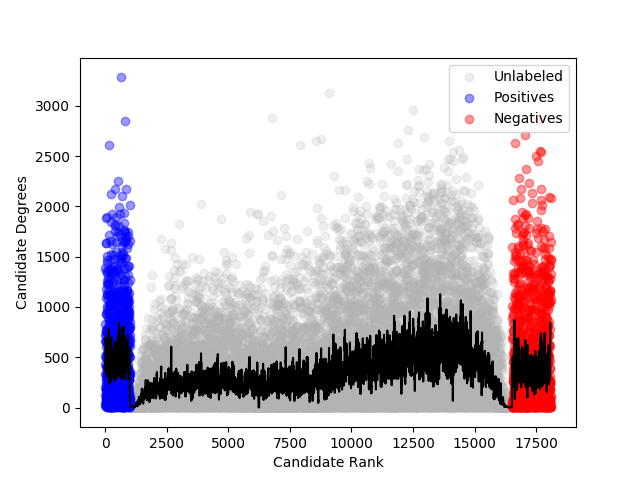 Unlabeled
Positives
Negatives
3000
2500
2000
1500
1000
500
0
Candidate Degrees
0 2500 5000 7500 10000 12500 15000 17500
Candidate Rank